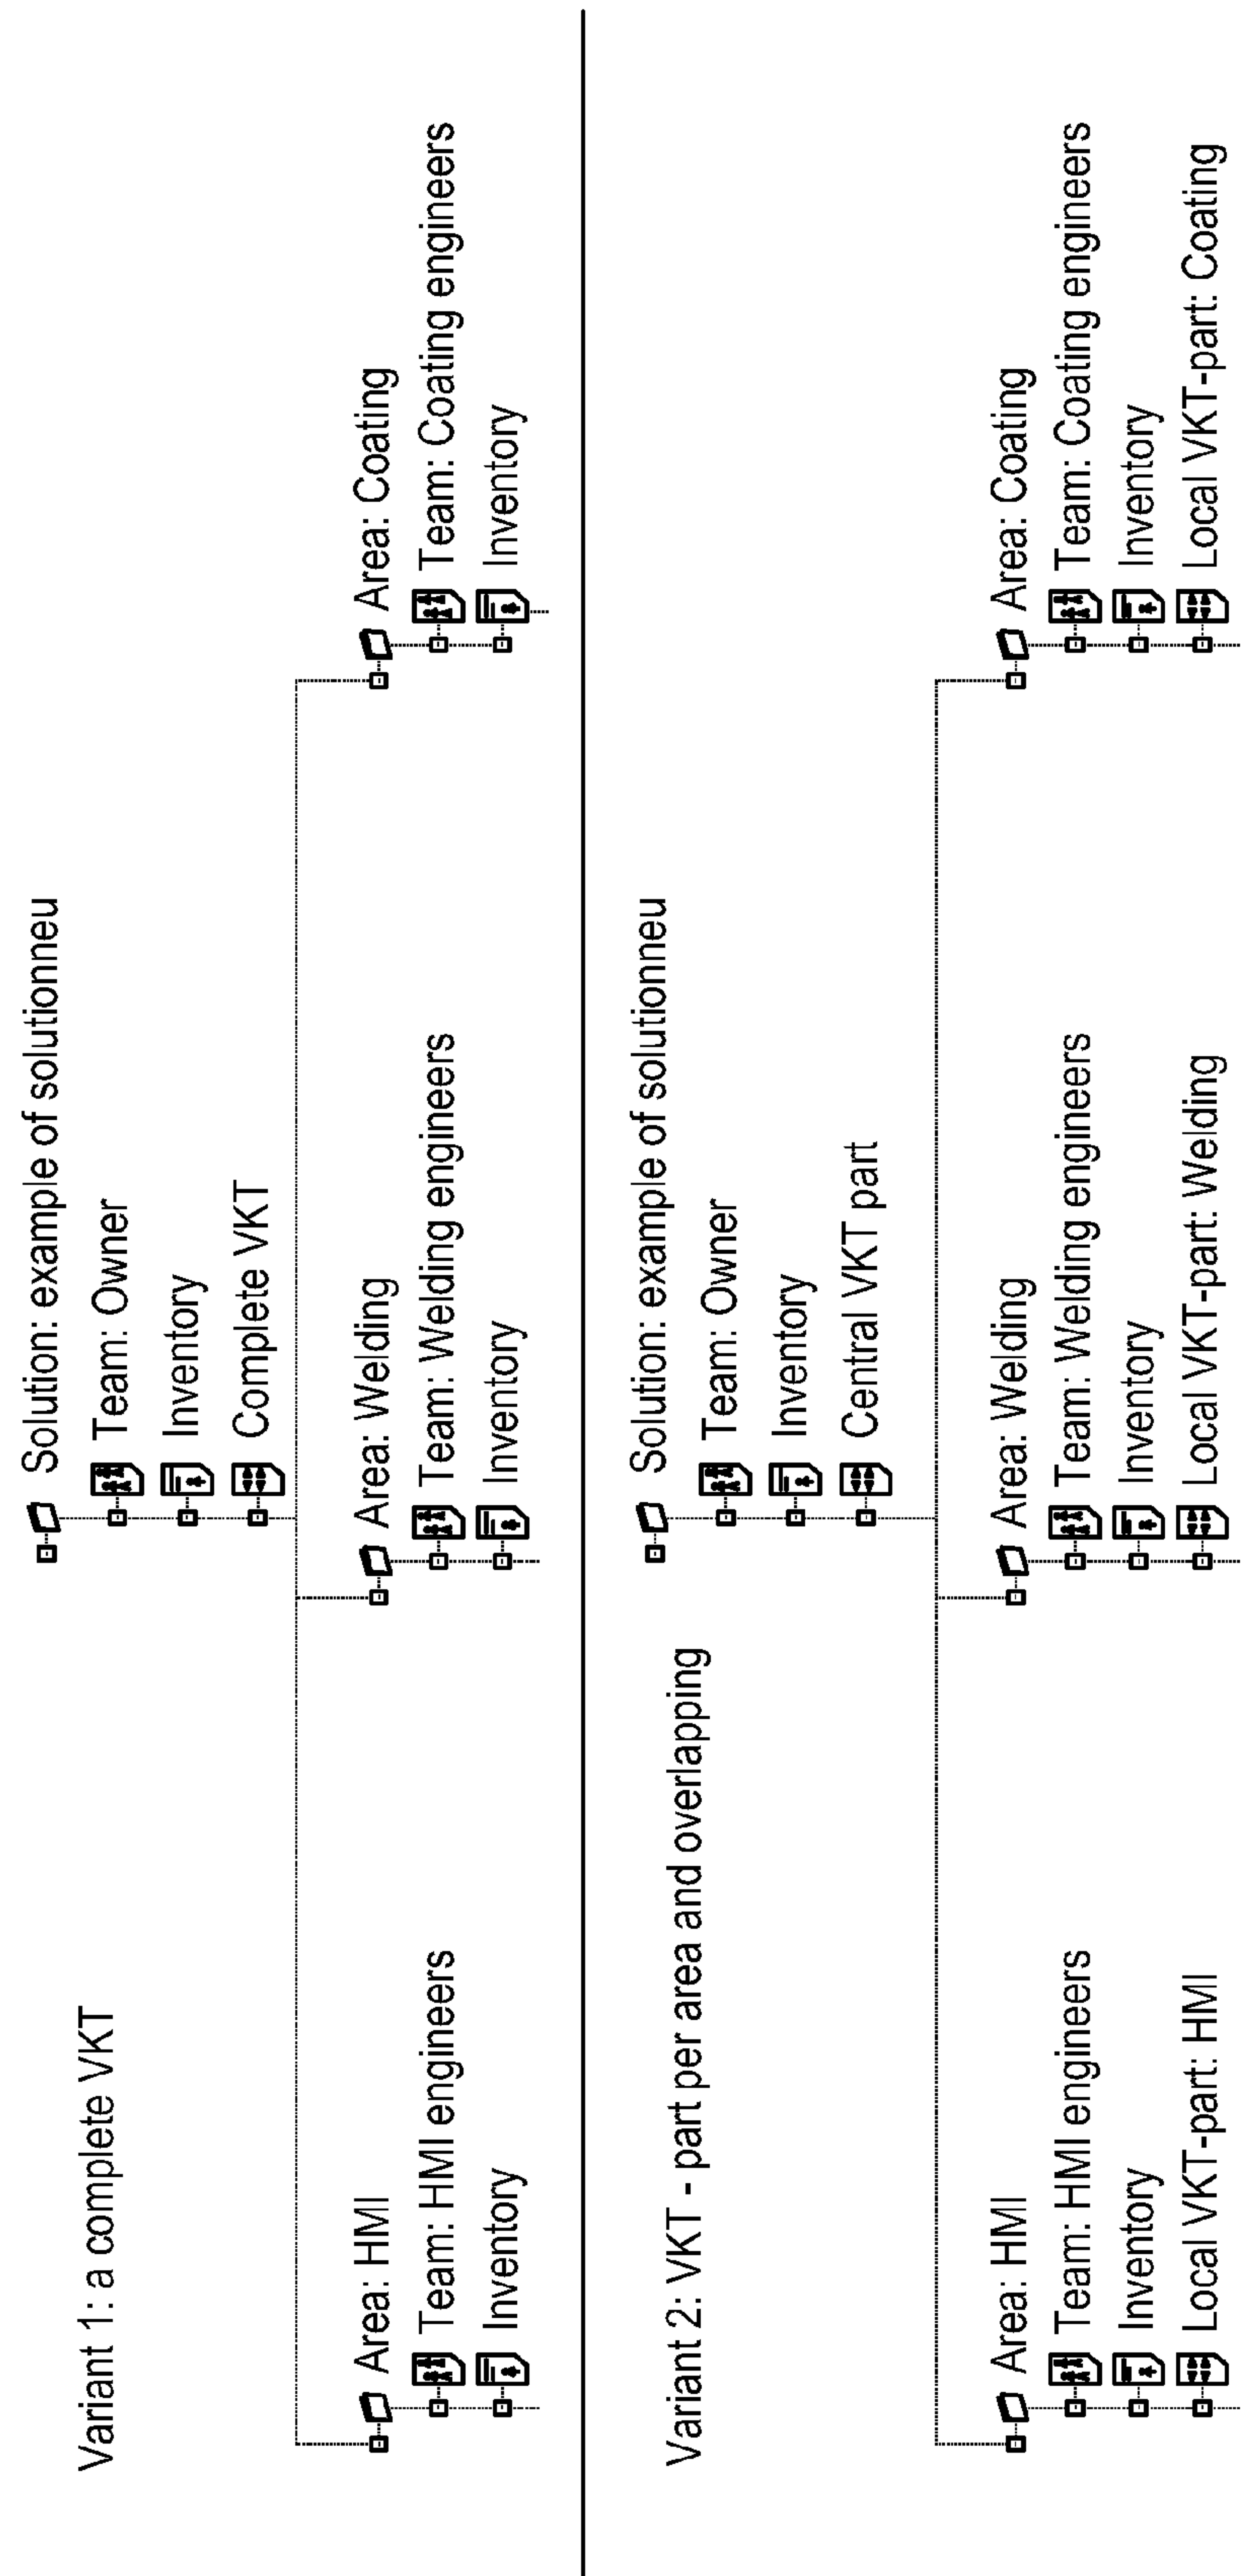 Variant 1: a complete VKT
Solution: example of solutionneu
Team: Owner
Inventory
Complete VKT
Area: HMI
Team: HMI engineers
Inventory
Area: Welding
Team: Welding engineers
Inventory
Area: Coating
Team: Coating engineers
Inventory
Variant 2: VKT - part per area and overlapping
Solution: example of solutionneu
Team: Owner
Inventory
Central VKT part
Area: HMI
Team: HMI engineers
Inventory
Local VKT-part: HMI
Area: Welding
Team: Welding engineers
Inventory
Local VKT-part: Welding
Area: Coating
Team: Coating engineers
Inventory
Local VKT-part: Coating